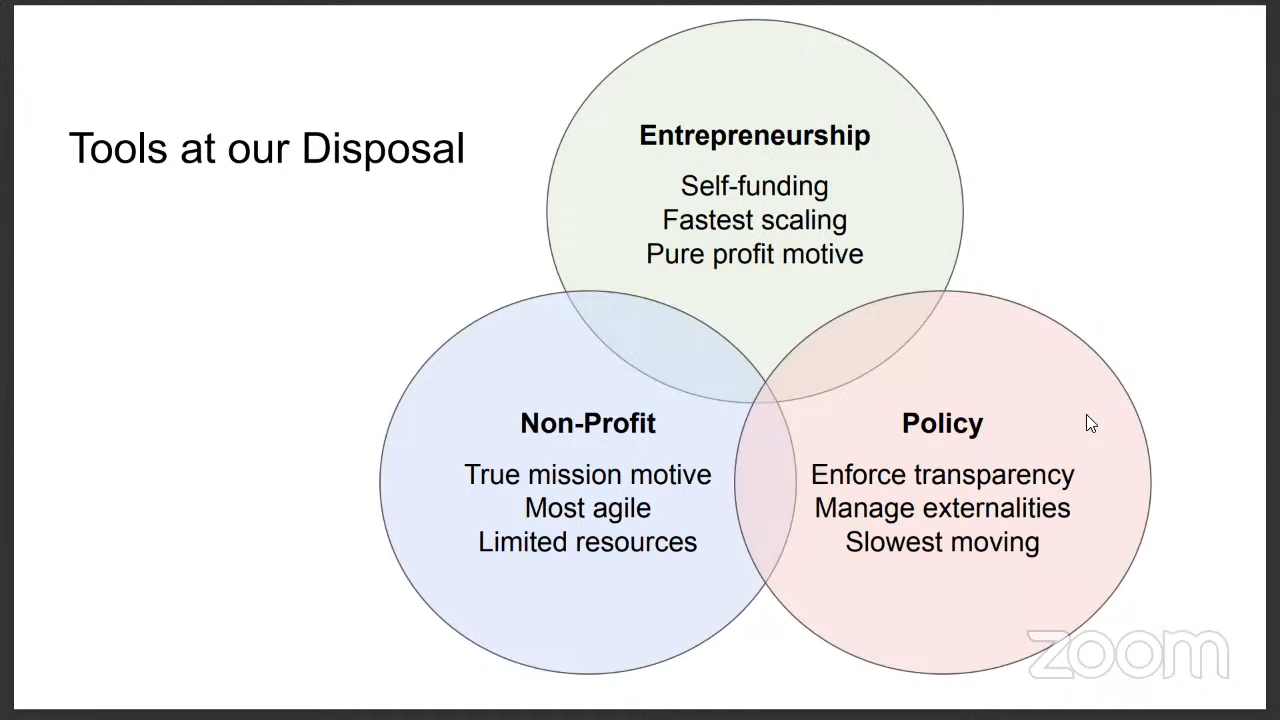 Tools at our Disposal
Entrepreneurship
Self-funding
Fastest scaling
Pure profit motive
Non-Profit
True mission motive
Most agile
Limited resources
Policy
Enforce transparency
Manage externalities
Slowest moving
zoom